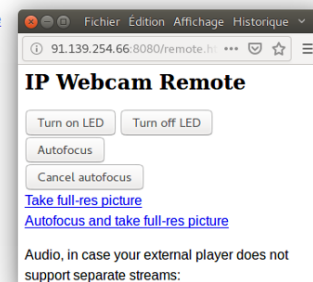 Fichier Édition Affichage Historique
91.139.254.66:8080/remote.h
IP Webcam Remote
Turn on LED Turn off LED
Autofocus
Cancel autofocus
Take full-res picture
Autofocus and take full-res picture
Audio, in case your external player does not
support separate streams: